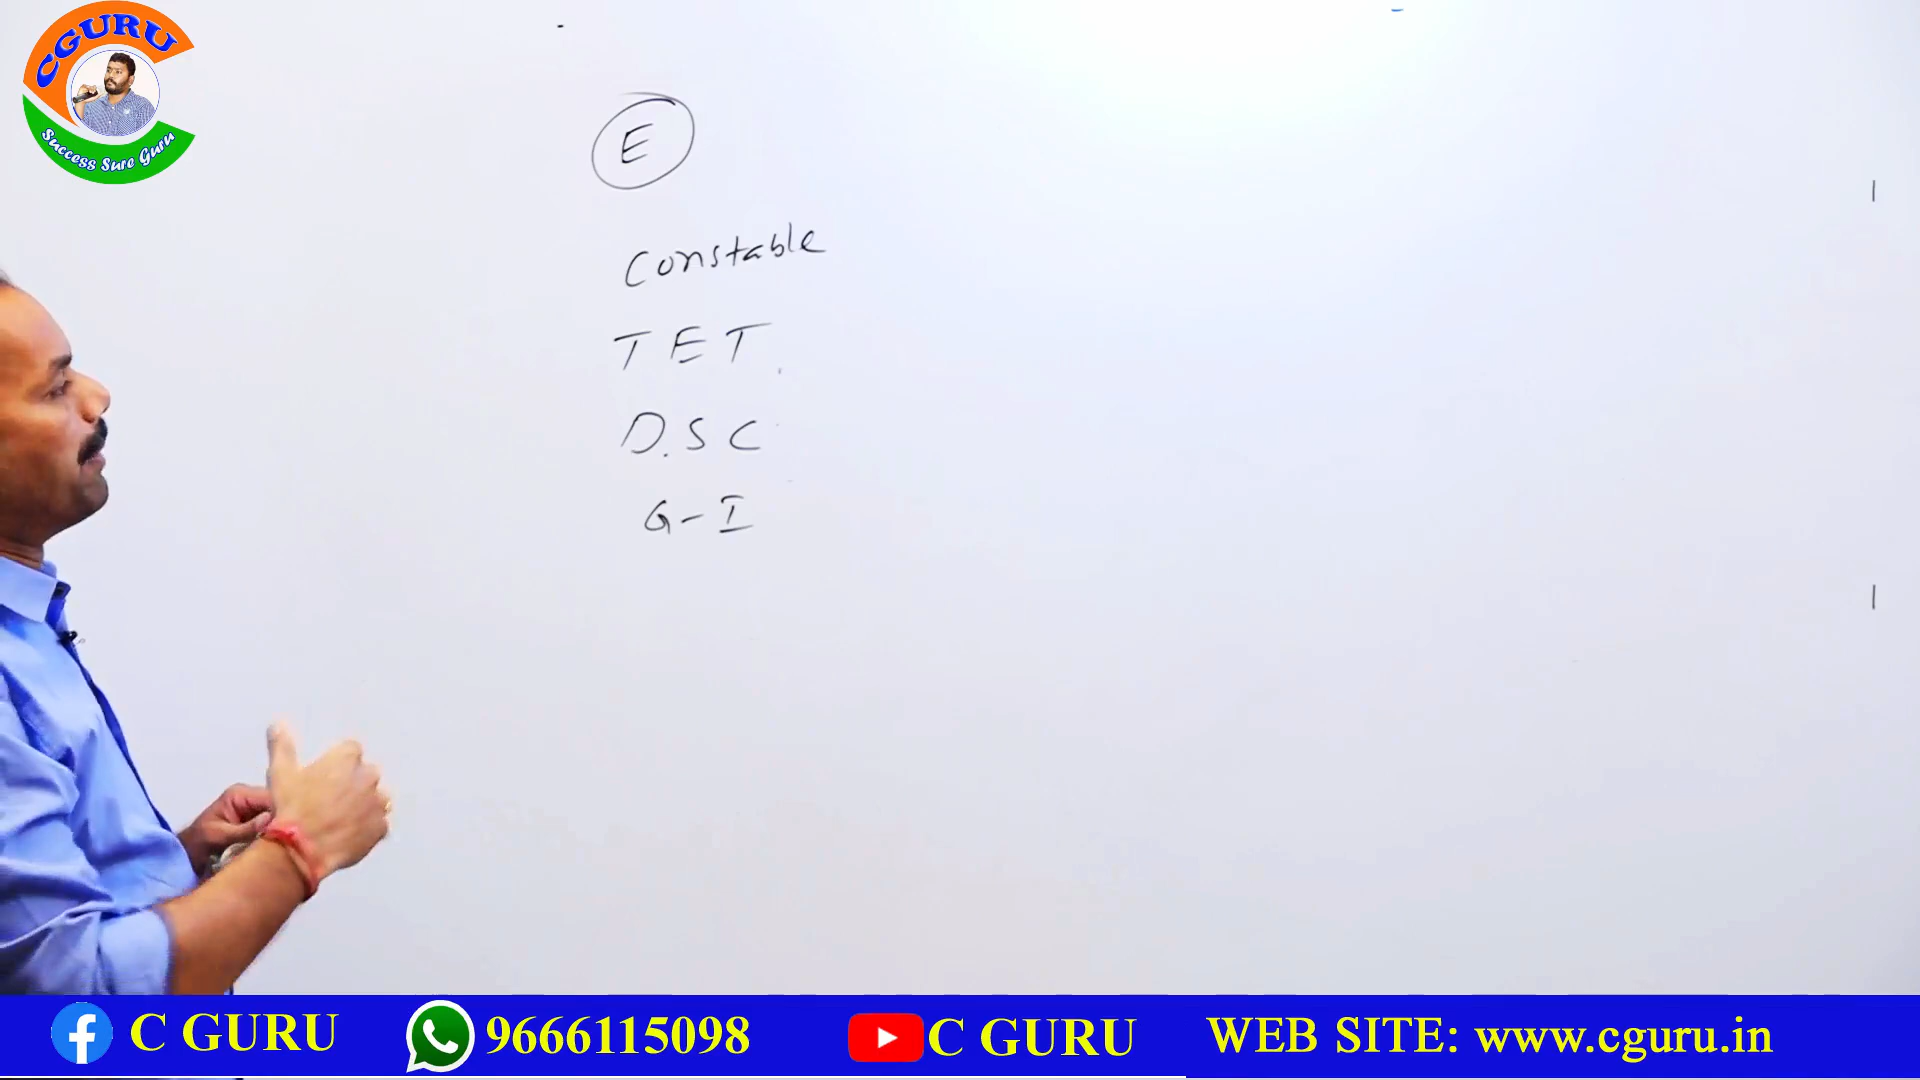 CGURU
Success Sure Guru
E
Constable
TET
D.SC
G-I
C GURU
9666115098
C GURU
WEB SITE: www.cguru.in